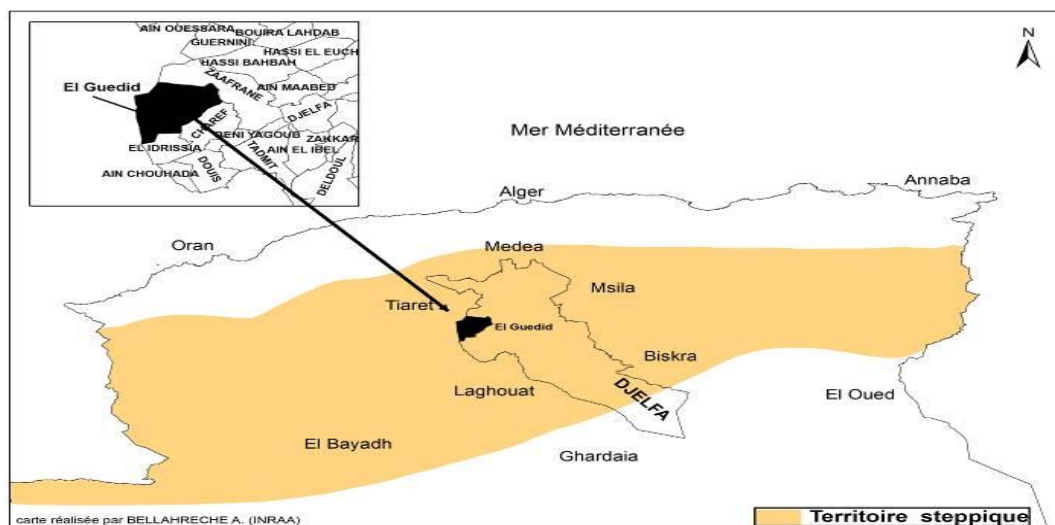 AIN OUESSARA
BOUIRA LAHDAB
GUERNINI
HASSI EL EUCH
HASSI BAHBAH
El Guedid
ZAAFRANE
AIN MAABED
CHAREF
DJELFA
BENI YAGOUB
ZAKKAR
EL IDRISSIA
TADMIT
AIN EL IBEL
AIN CHOUHADA
DOUIS
DELDOUL
N
Mer Méditerranée
Alger
Annaba
Oran
Medea
Tiaret
Msila
El Guedid
Biskra
Laghouat
DJELFA
El Oued
El Bayadh
Ghardaia
carte réalisée par BELLAHRECHE A. (INRAA)
Territoire steppique